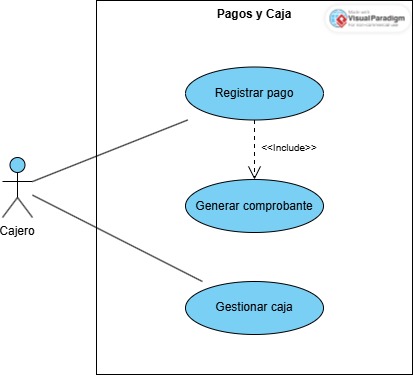 Pagos y Caja
Made with
Visual Paradigm
For non-commercial use
Registrar pago
<<Include>>
Generar comprobante
Cajero
Gestionar caja